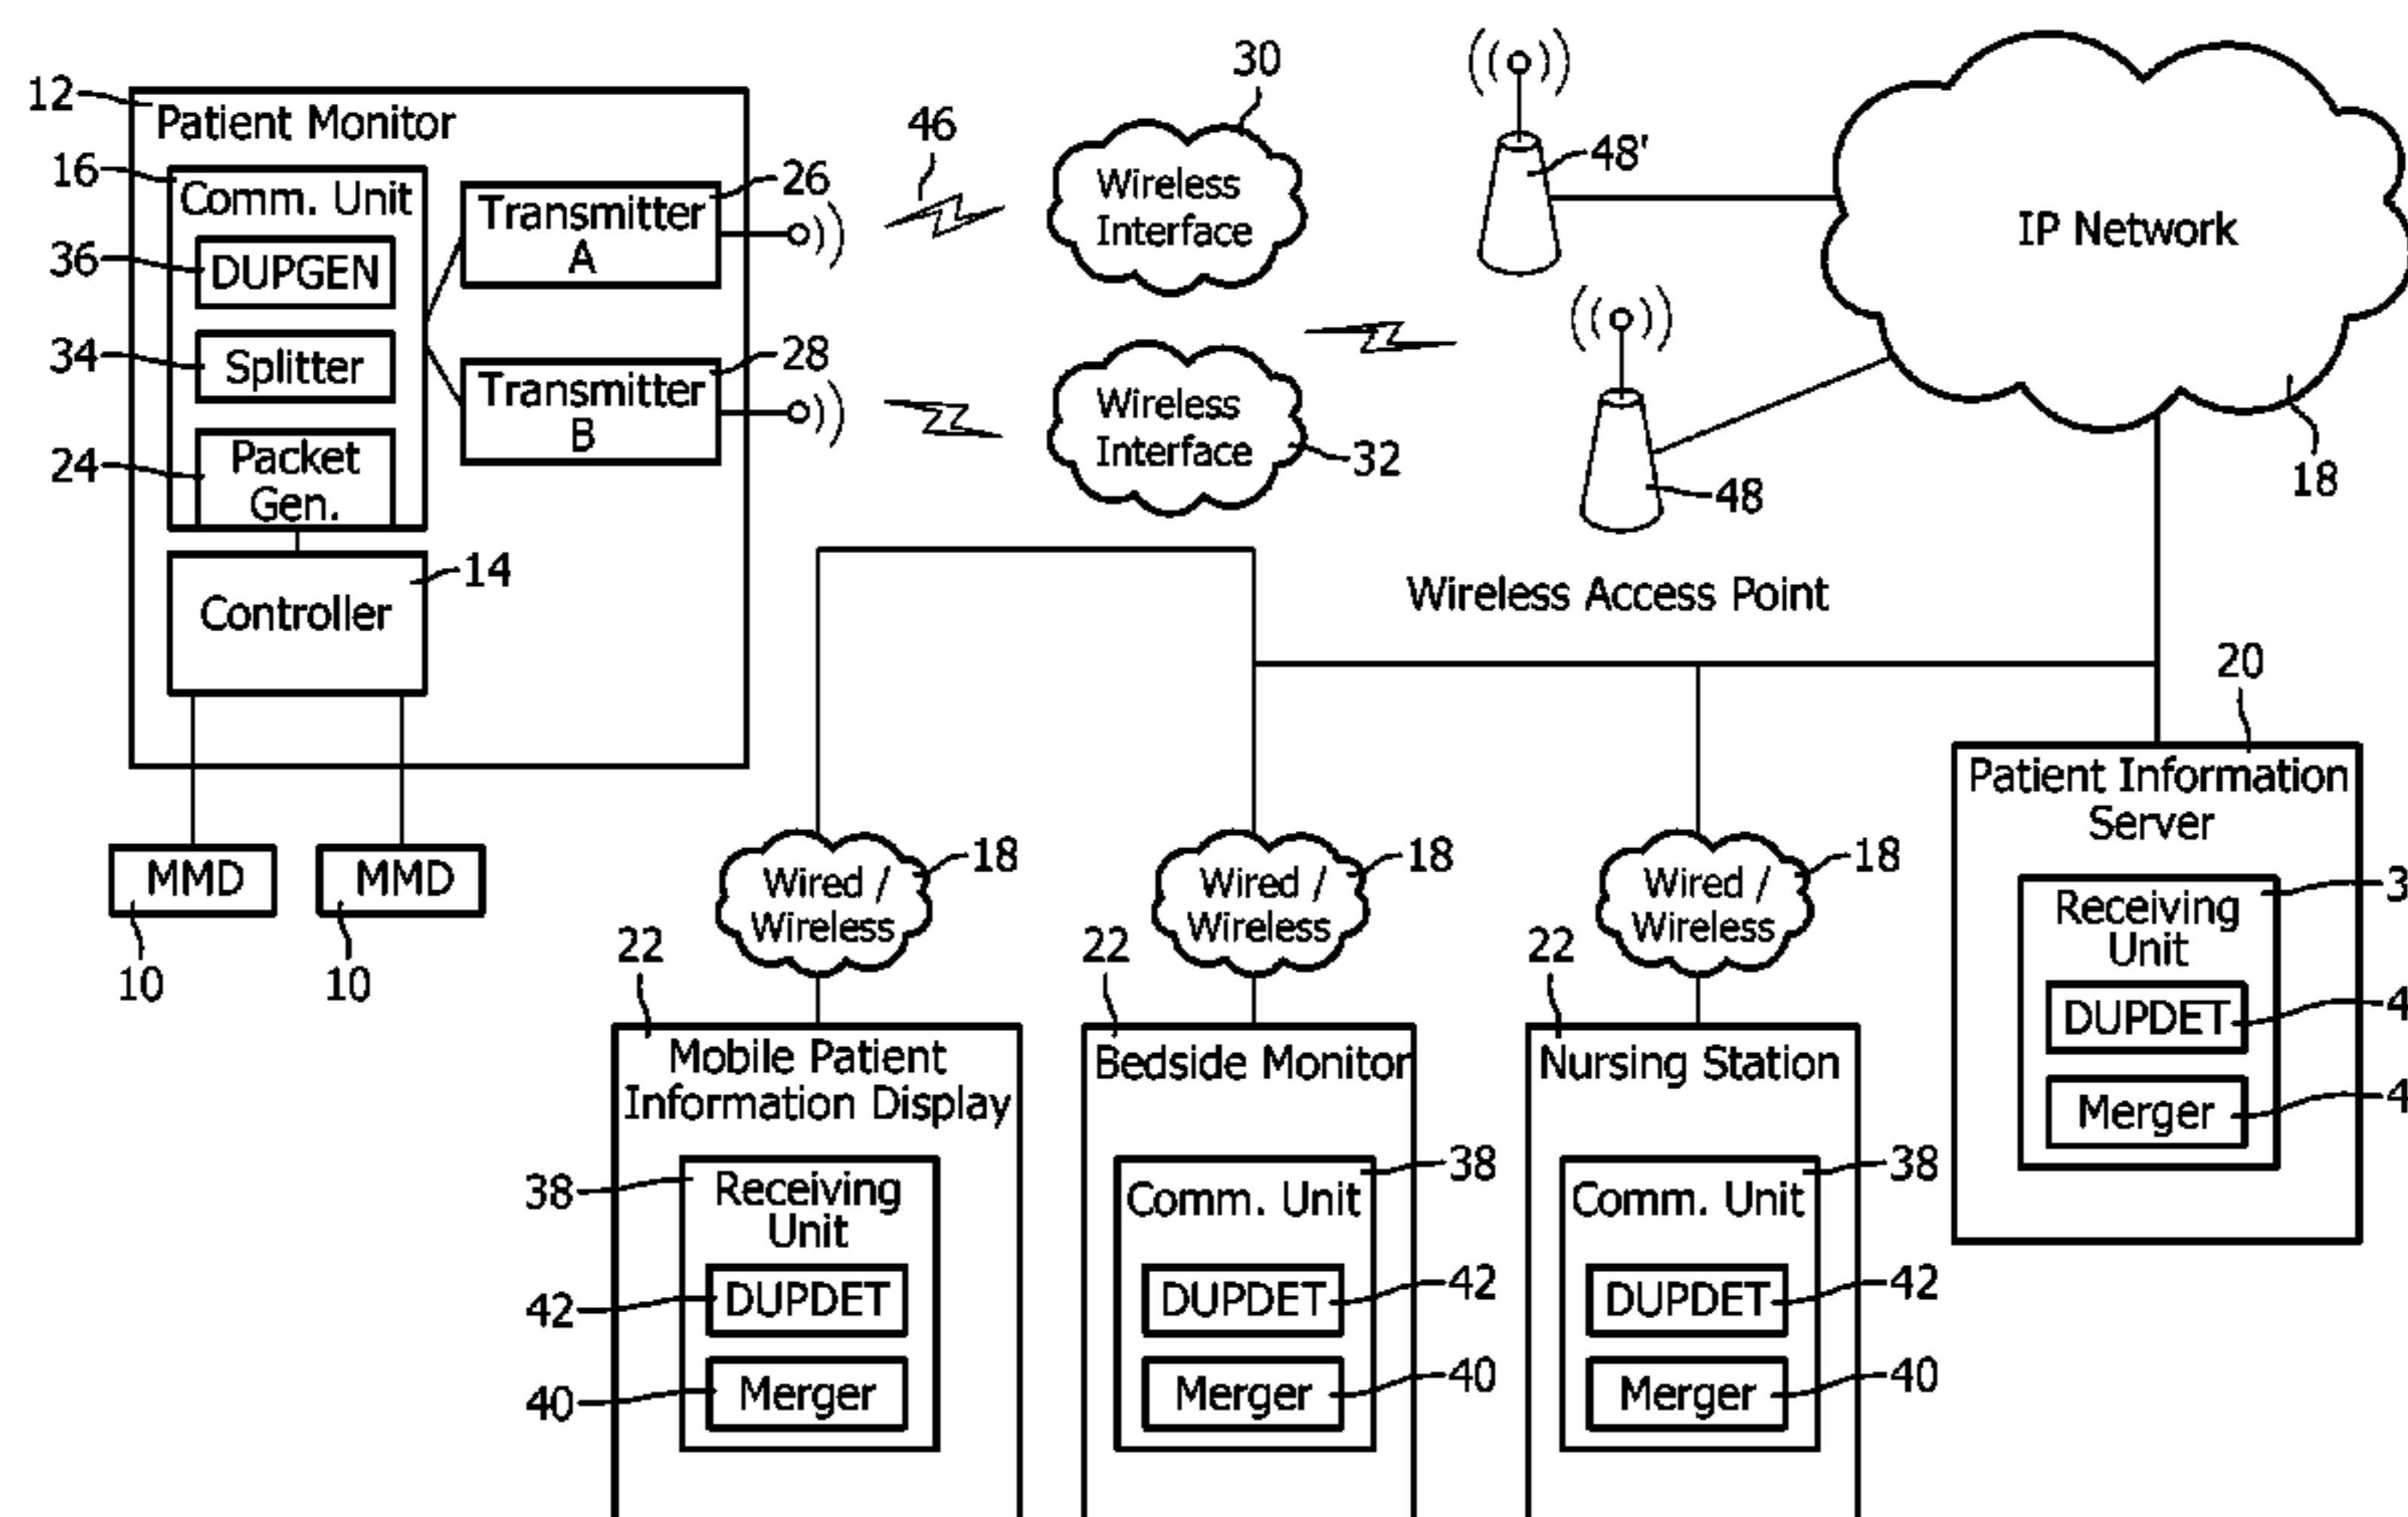 12
Patient Monitor
16
Comm. Unit
36
DUPGEN
34
Splitter
24
Packet
Gen.
14
Controller
MMD
10
MMD
10
26
Transmitter
A
28
Transmitter
B
46
30
Wireless
Interface
Wireless
Interface
32
48'
48
Wireless Access Point
IP Network
18
Wired /
Wireless
18
Wired /
Wireless
18
Wired /
Wireless
18
22
Mobile Patient
Information Display
38
Receiving
Unit
42
DUPDET
40
Merger
22
Bedside Monitor
38
Comm. Unit
DUPDET
42
Merger
40
22
Nursing Station
38
Comm. Unit
DUPDET
42
Merger
40
20
Patient Information
Server
Receiving
Unit
DUPDET
Merger